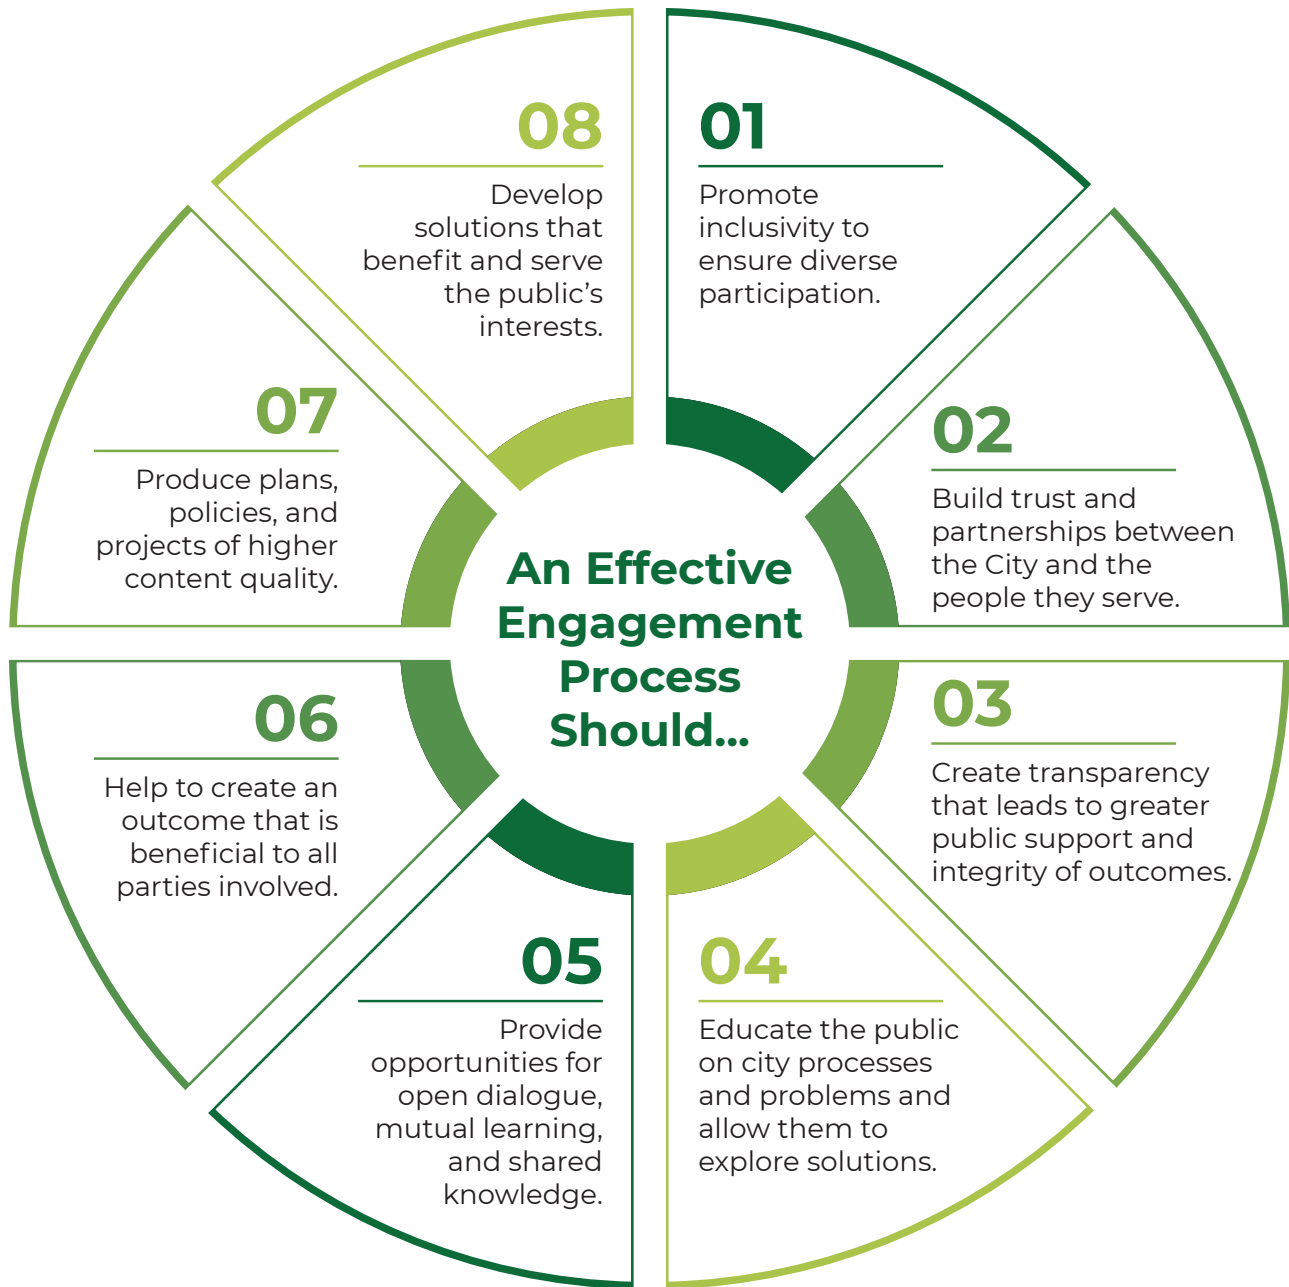 An Effective
Engagement
Process
Should...
01
Promote
inclusivity to
ensure diverse
participation.
02
Build trust and
partnerships between
the City and the
people they serve.
03
Create transparency
that leads to greater
public support and
integrity of outcomes.
04
Educate the public
on city processes
and problems and
allow them to
explore solutions.
05
Provide
opportunities for
open dialogue,
mutual learning,
and shared
knowledge.
06
Help to create an
outcome that is
beneficial to all
parties involved.
07
Produce plans,
policies, and
projects of higher
content quality.
08
Develop
solutions that
benefit and serve
the public’s
interests.